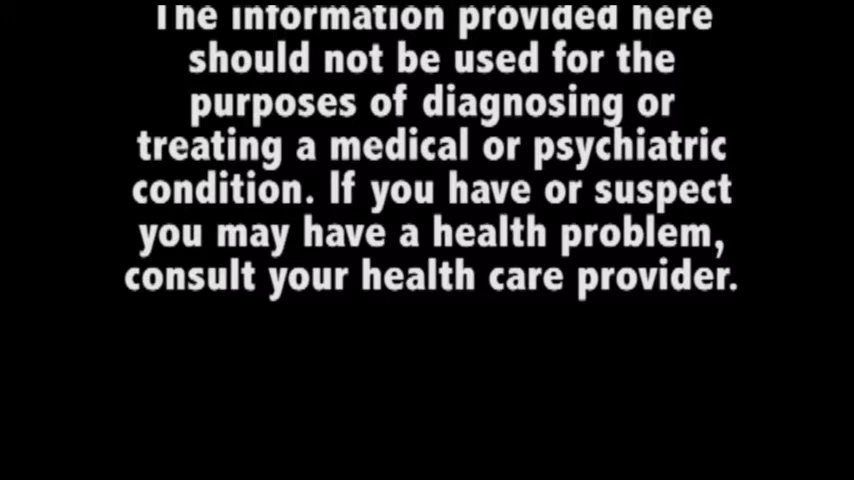 The information provided here
should not be used for the
purposes of diagnosing or
treating a medical or psychiatric
condition. If you have or suspect
you may have a health problem,
consult your health care provider.